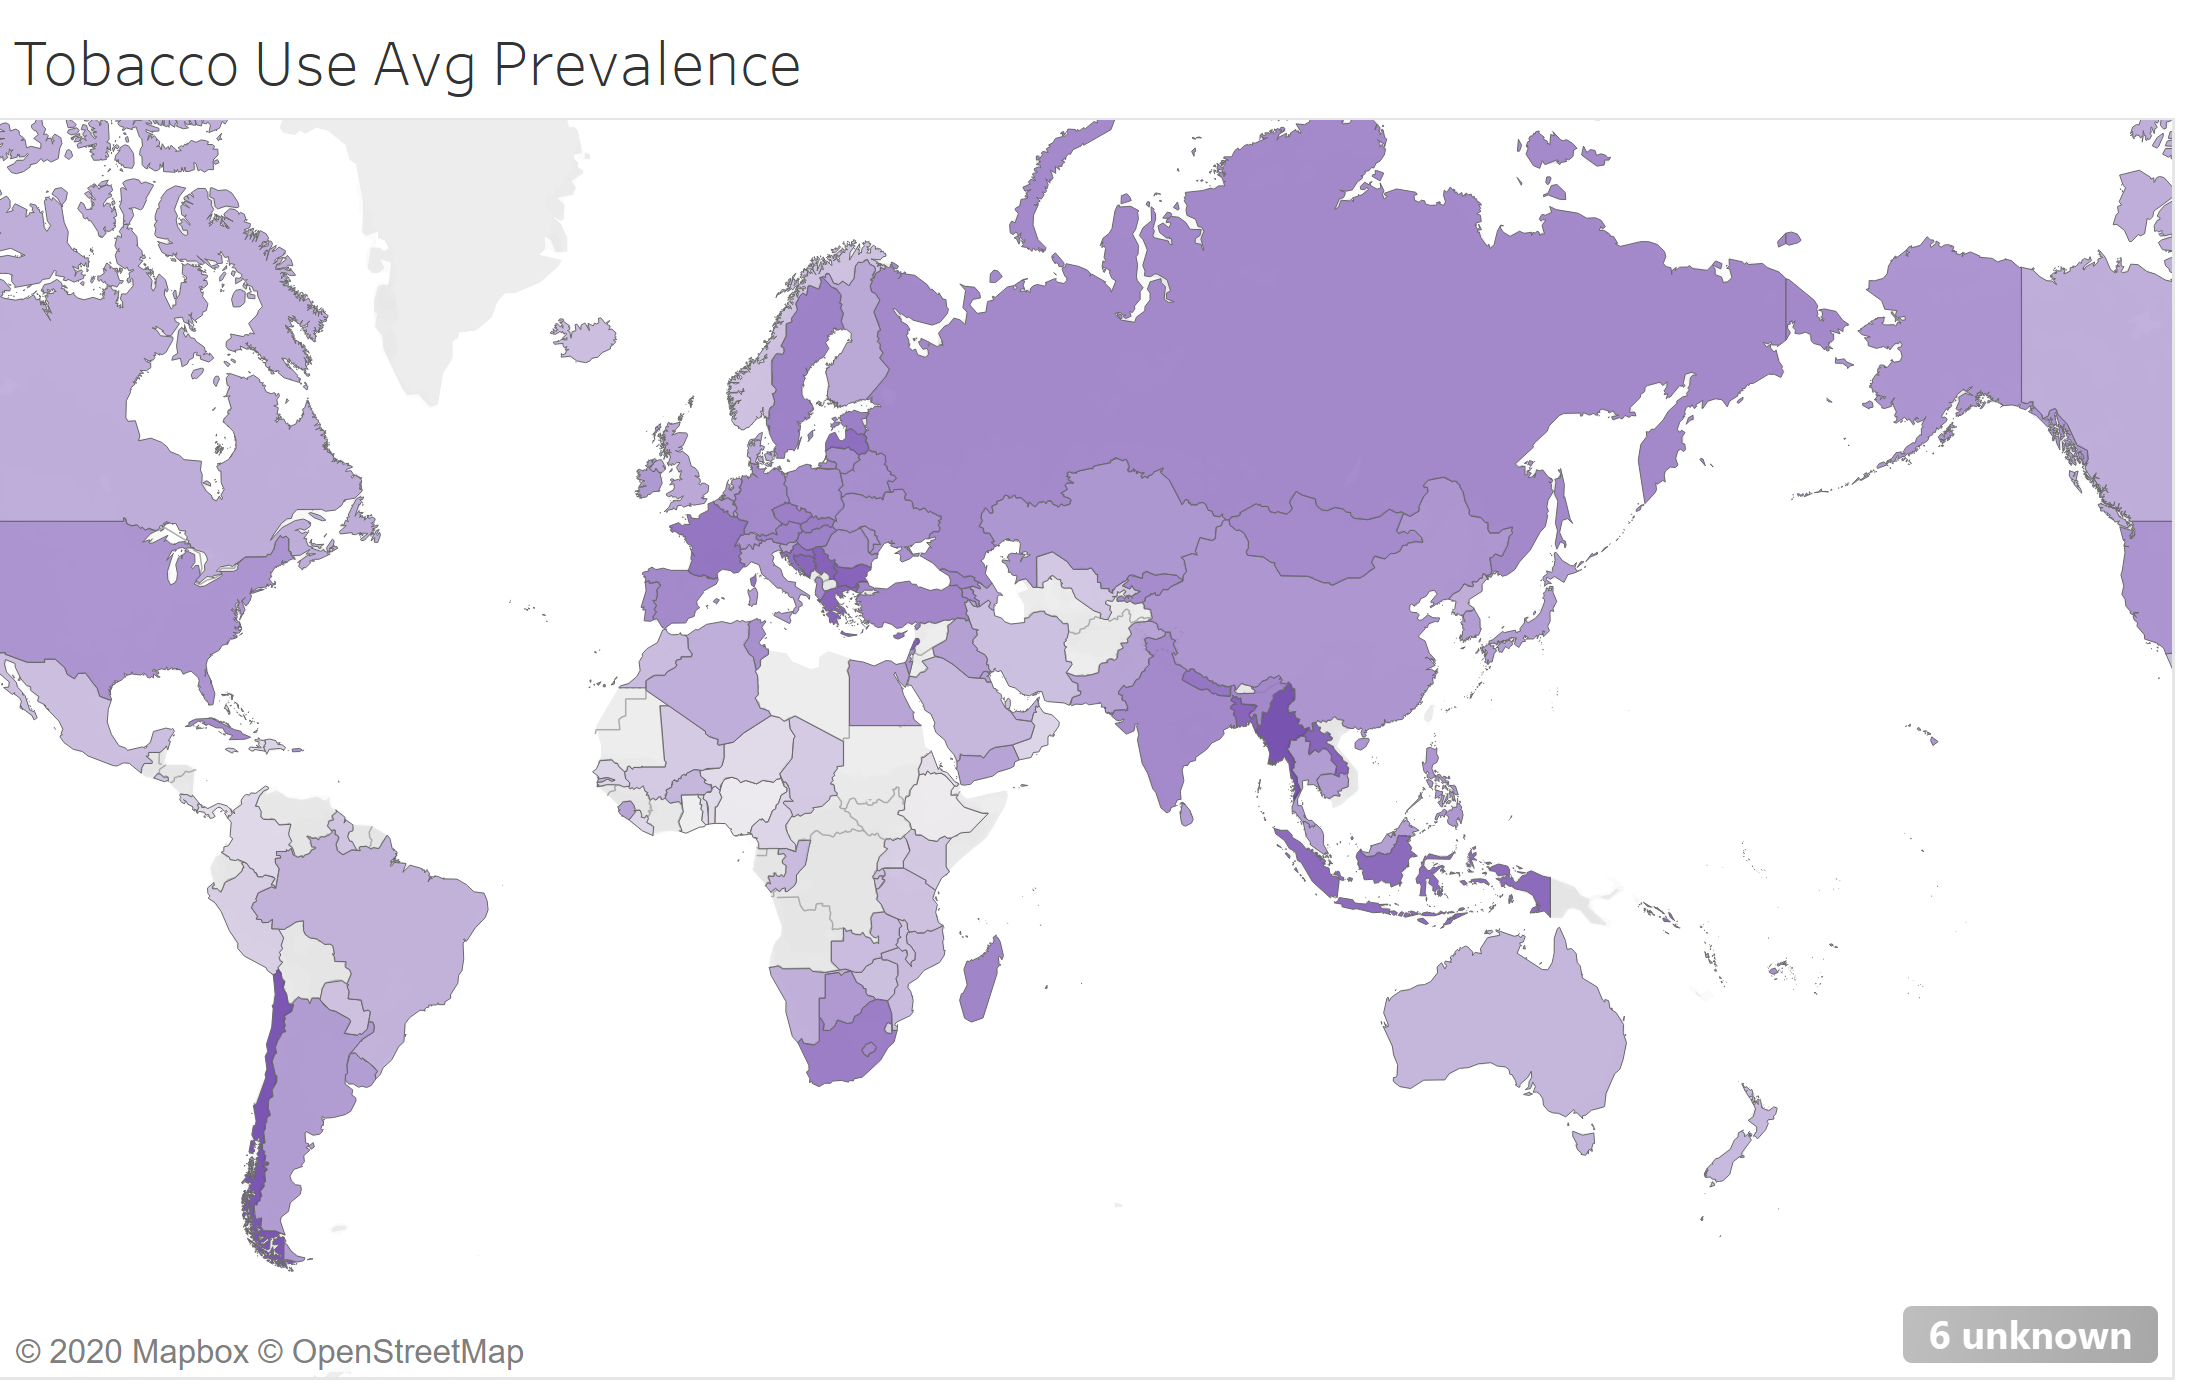 Tobacco Use Avg Prevalence
6 unknown
© 2020 Mapbox © OpenStreetMap